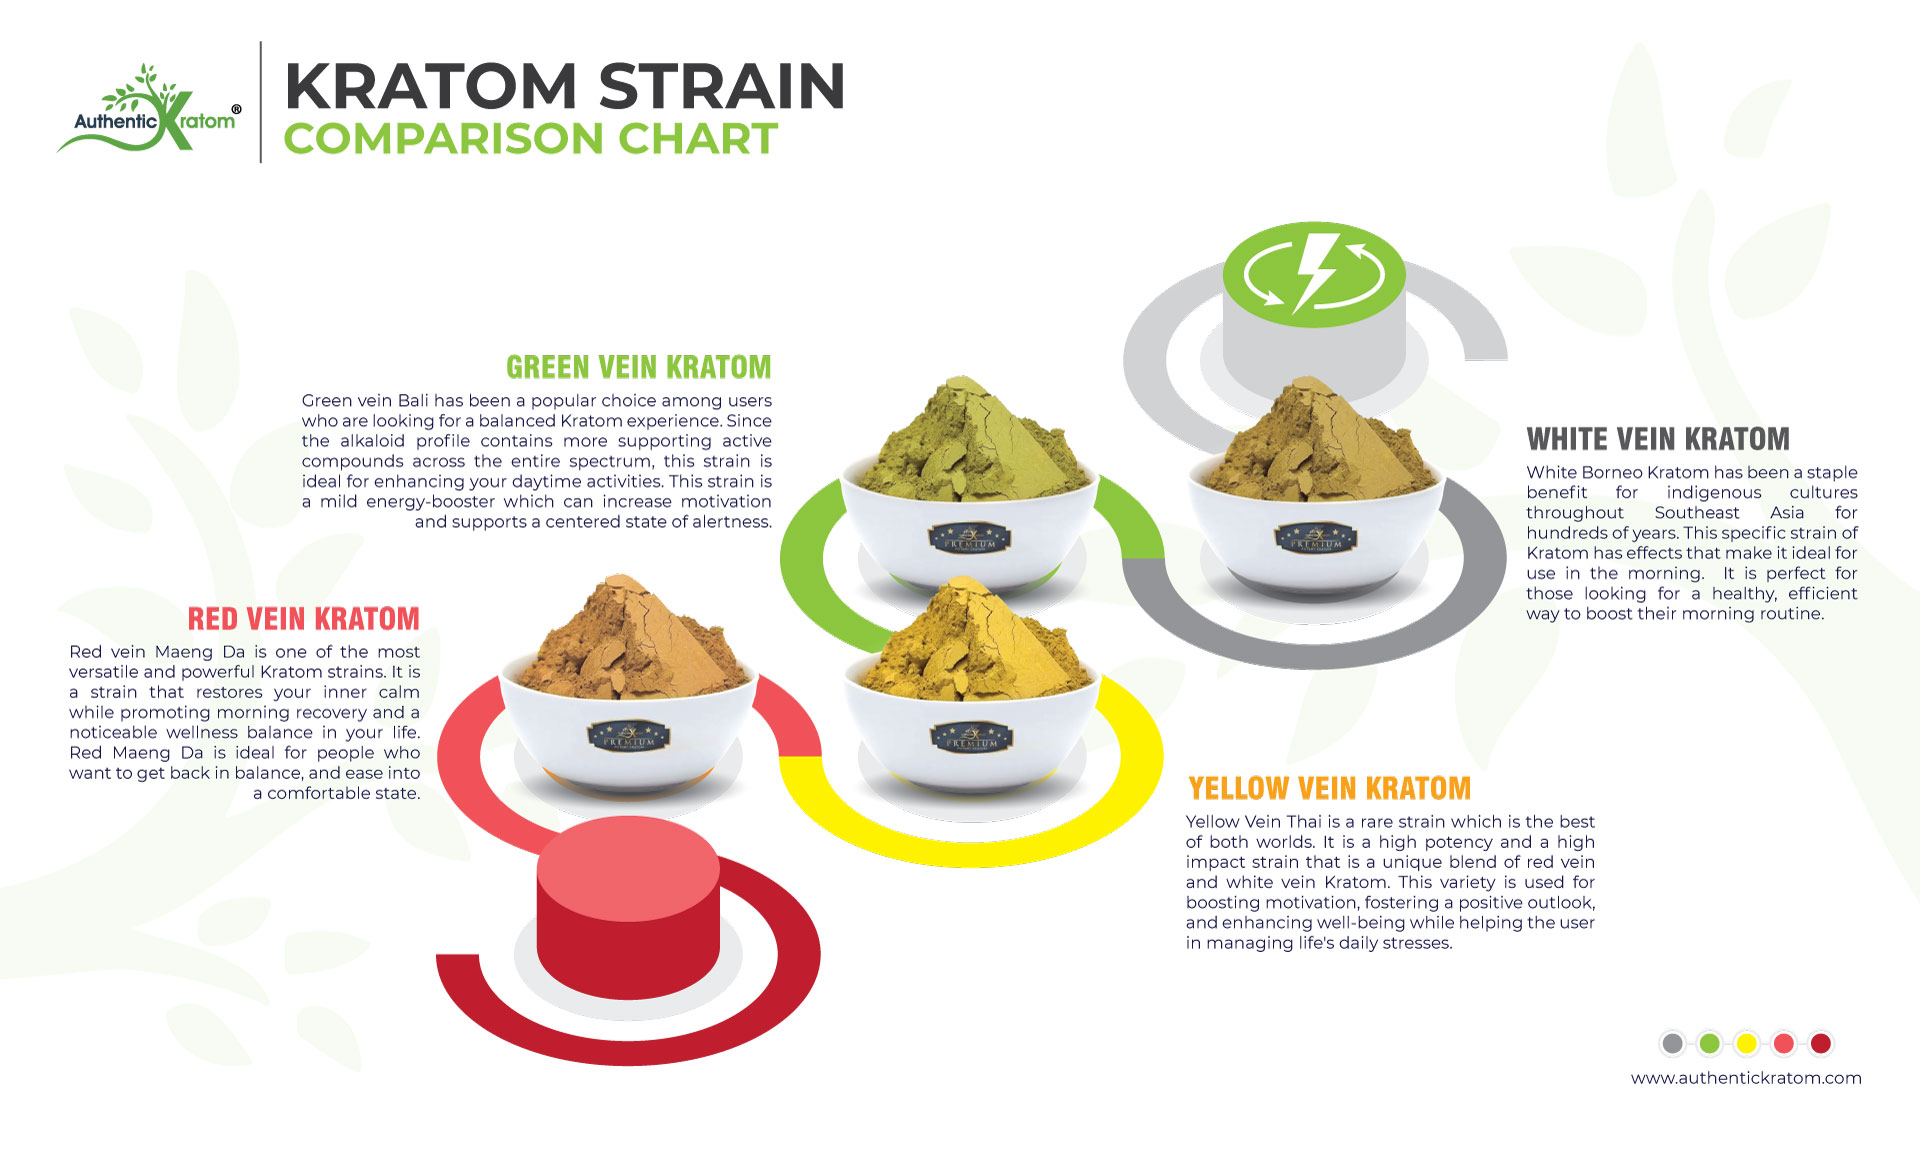 Authentic Kratom®
KRATOM STRAIN
COMPARISON CHART
GREEN VEIN KRATOM
Green vein Bali has been a popular choice among users
who are looking for a balanced Kratom experience. Since
the alkaloid profile contains more supporting active
compounds across the entire spectrum, this strain is
ideal for enhancing your daytime activities. This strain is
a mild energy-booster which can increase motivation
and supports a centered state of alertness.
WHITE VEIN KRATOM
White Borneo Kratom has been a staple
benefit for indigenous cultures
throughout Southeast Asia for
hundreds of years. This specific strain of
Kratom has effects that make it ideal for
use in the morning. It is perfect for
those looking for a healthy, efficient
way to boost their morning routine.
PREMIUM
PREMIUM
RED VEIN KRATOM
Red vein Maeng Da is one of the most
versatile and powerful Kratom strains. It is
a strain that restores your inner calm
while promoting morning recovery and a
noticeable wellness balance in your life.
Red Maeng Da is ideal for people who
want to get back in balance, and ease into
a comfortable state.
PREMIUM
PREMIUM
YELLOW VEIN KRATOM
Yellow Vein Thai is a rare strain which is the best
of both worlds. It is a high potency and a high
impact strain that is a unique blend of red vein
and white vein Kratom. This variety is used for
boosting motivation, fostering a positive outlook,
and enhancing well-being while helping the user
in managing life's daily stresses.
www.authentickratom.com